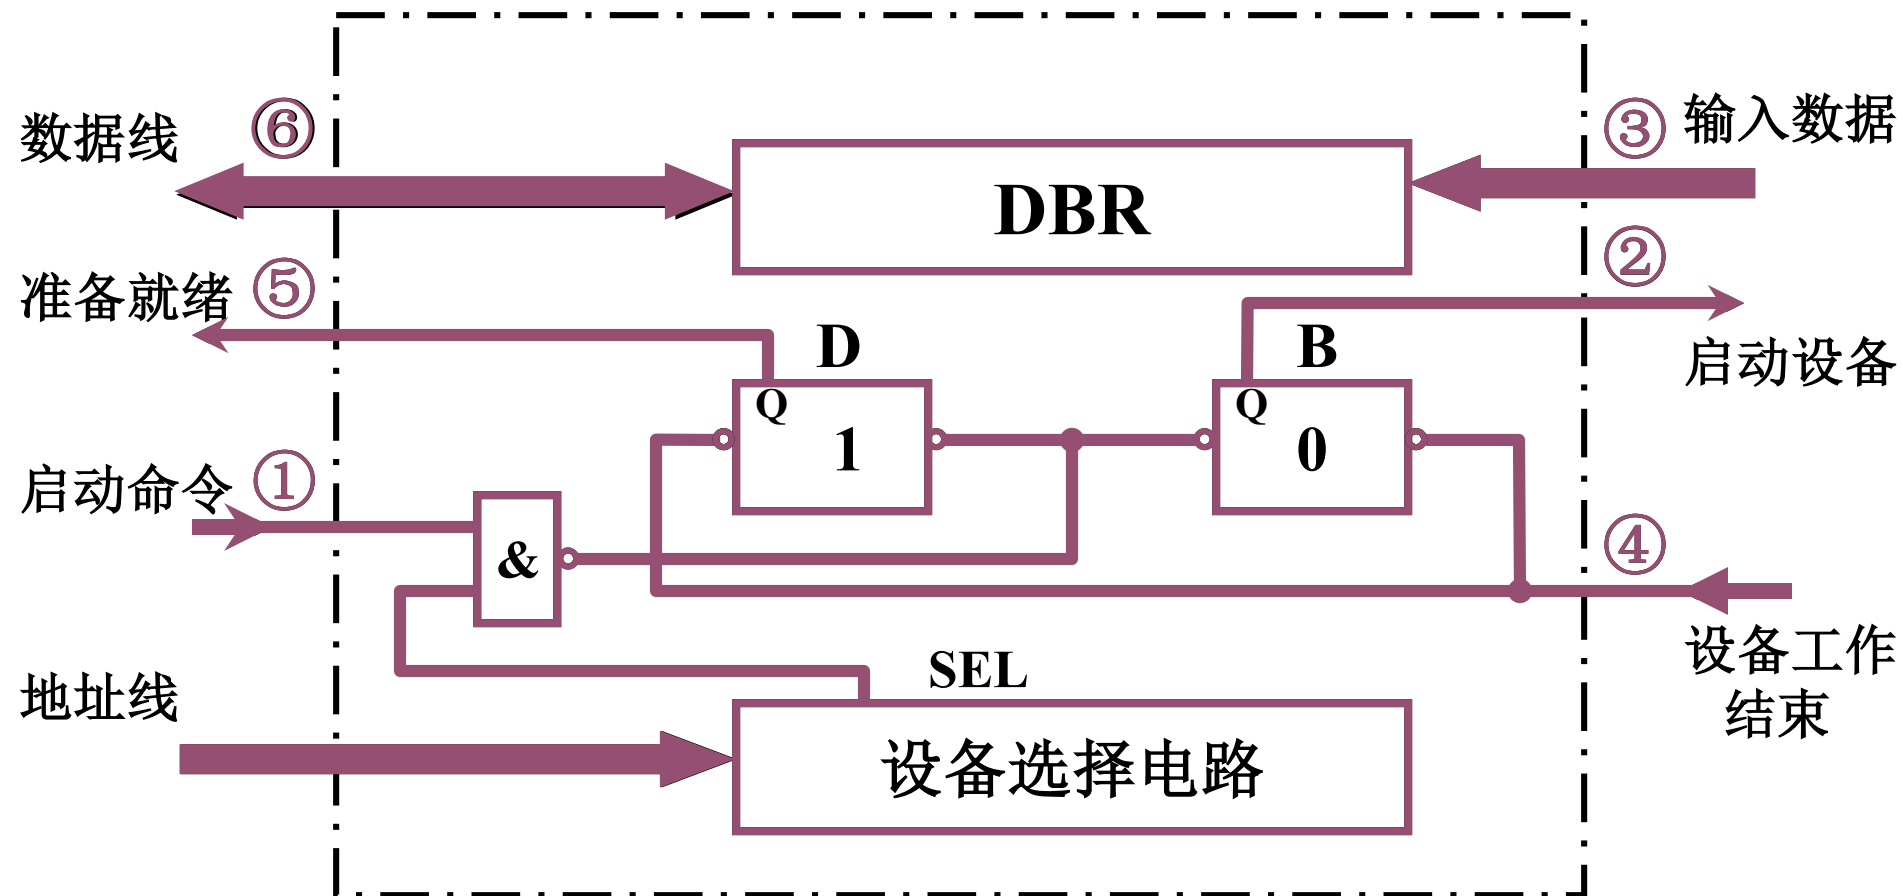 数据线 ⑥
③ 输入数据
DBR
②
准备就绪 ⑤
D
B
启动设备
Q
1
Q
0
启动命令 ①
&
④
设备工作
结束
SEL
地址线
设备选择电路